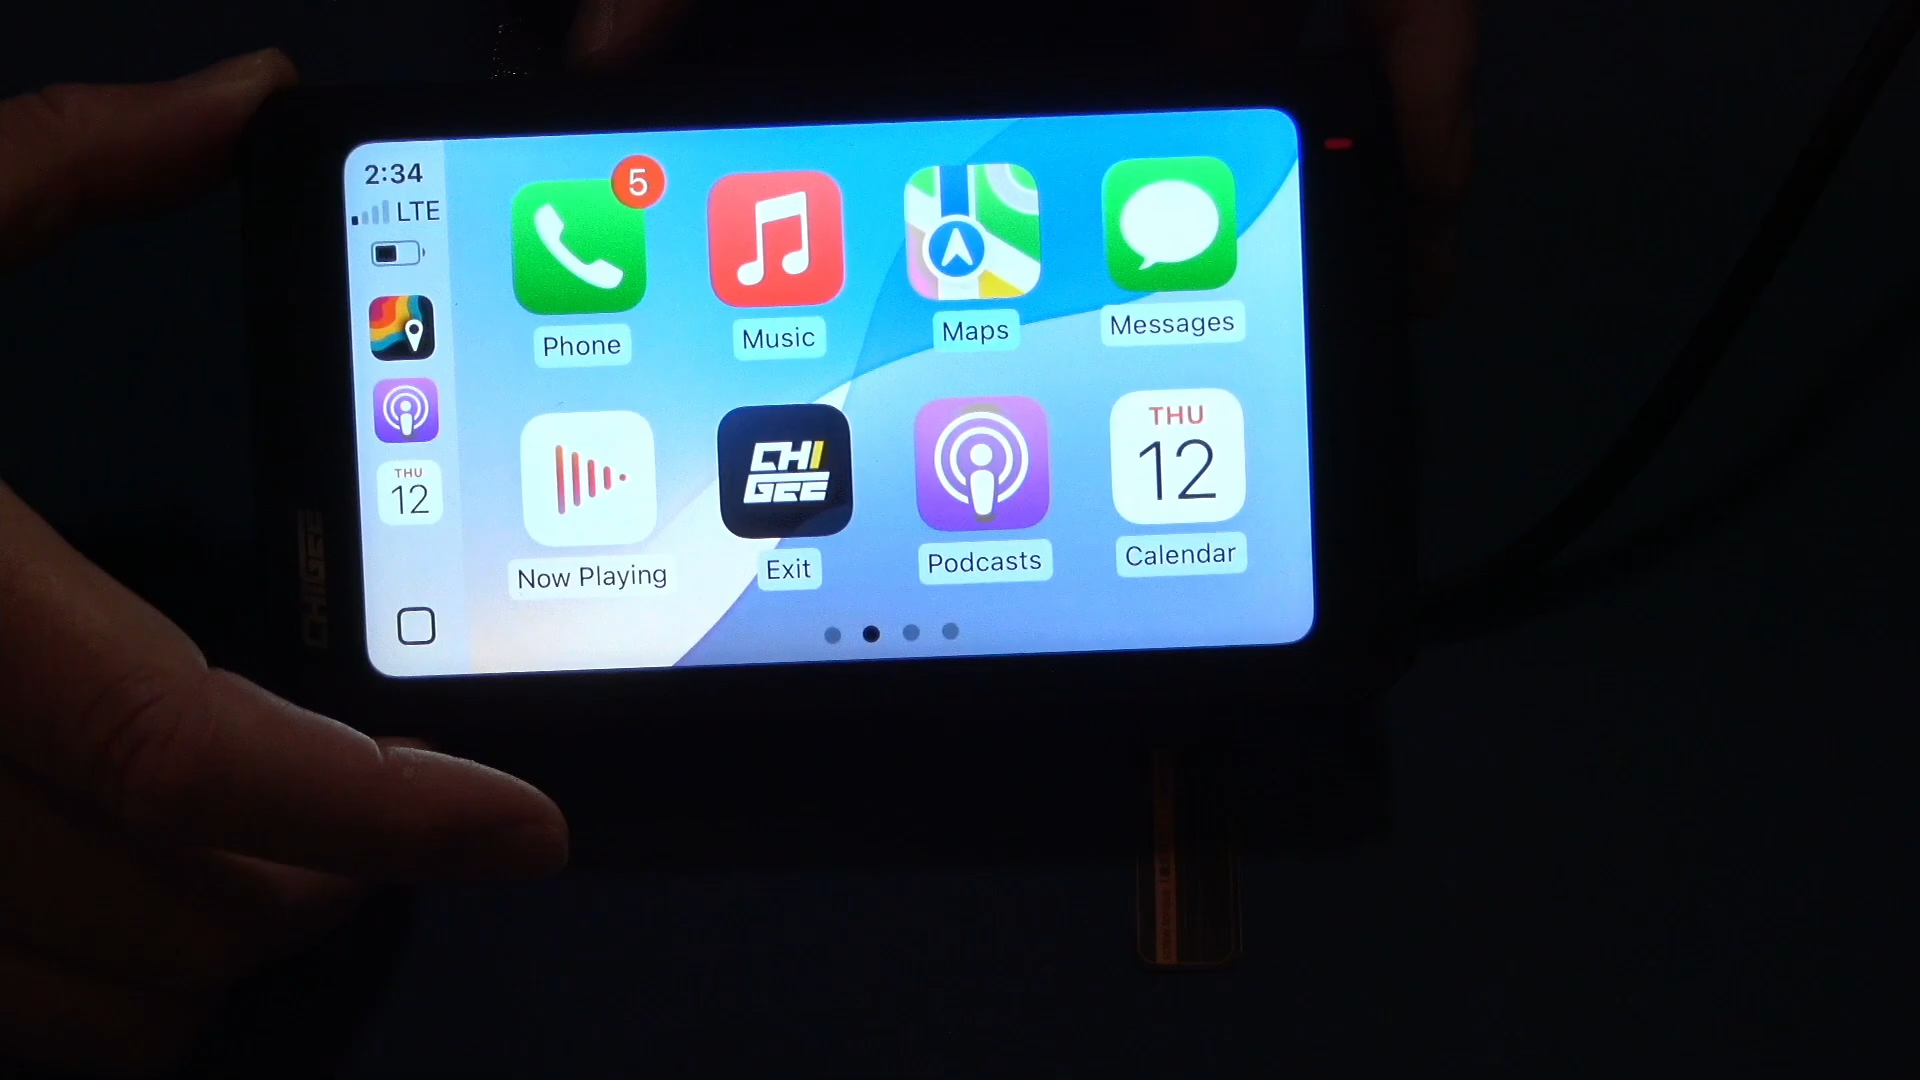 2:34
LTE
5
Phone
Music
Maps
Messages
THU
12
THU
12
CHI
GEE
Now Playing
Exit
Podcasts
Calendar
CHIGEE